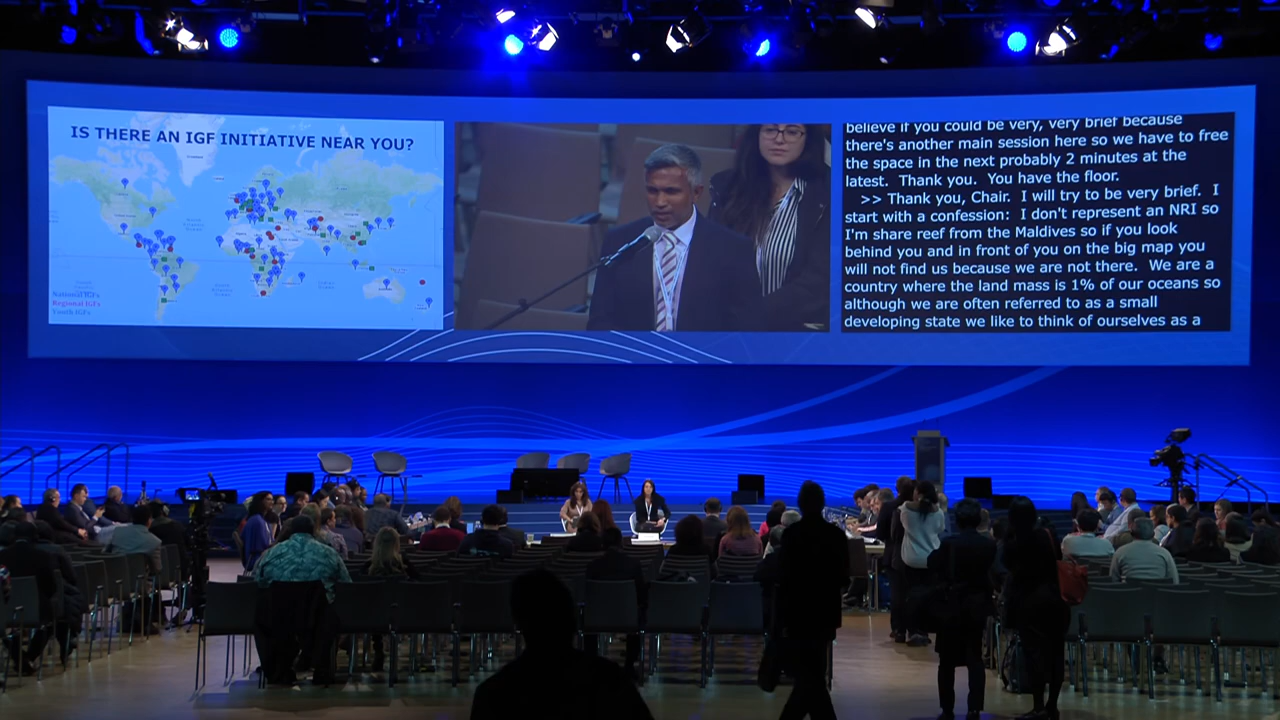 IS THERE AN IGF INITIATIVE NEAR YOU?
National IGFs
Regional IGFs
Youth IGFs
believe if you could be very, very brief because
there's another main session here so we have to free
the space in the next probably 2 minutes at the
latest.  Thank you.  You have the floor.
>> Thank you, Chair.  I will try to be very brief.  I
start with a confession:  I don't represent an NRI so
I'm share reef from the Maldives so if you look
behind you and in front of you on the big map you
will not find us because we are not there.  We are a
country where the land mass is 1% of our oceans so
although we are often referred to as a small
developing state we like to think of ourselves as a